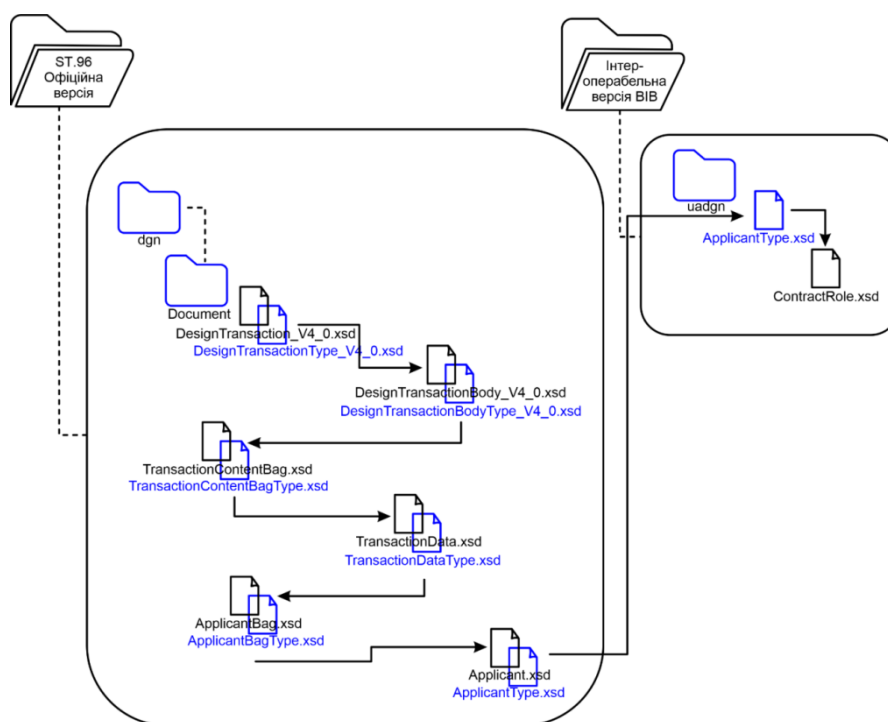 ST.96
Офіційна
версія
Інтер-
операбельна
версія ВІВ
dgn
Document
DesignTransaction_V4_0.xsd
DesignTransactionType_V4_0.xsd
DesignTransactionBody_V4_0.xsd
DesignTransactionBodyType_V4_0.xsd
TransactionContentBag.xsd
TransactionContentBagType.xsd
TransactionData.xsd
TransactionDataType.xsd
ApplicantBag.xsd
ApplicantBagType.xsd
Applicant.xsd
ApplicantType.xsd
uadgn
ApplicantType.xsd
ContractRole.xsd